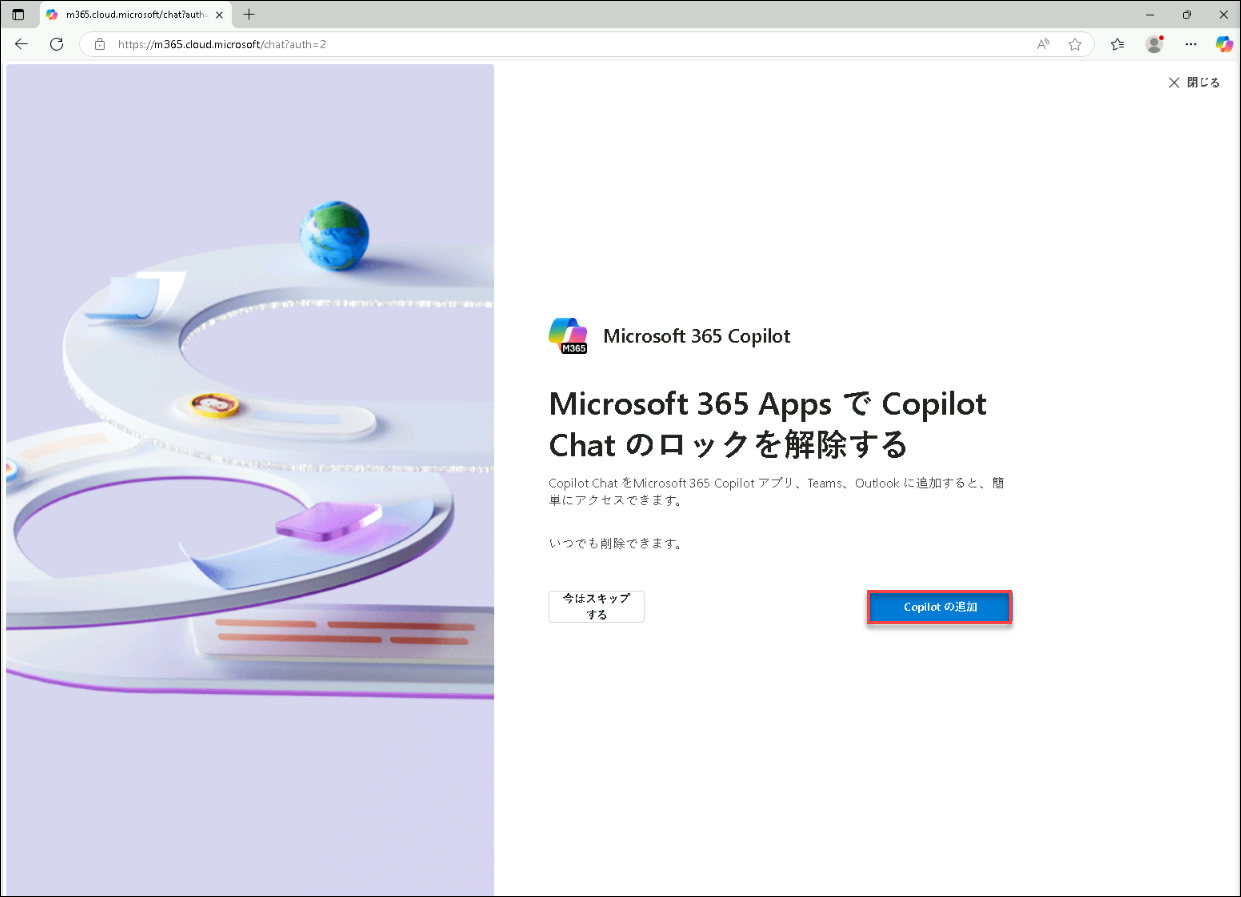 m365.cloud.microsoft/chat?auth=
https://m365.cloud.microsoft/chat?auth=2
閉じる
M365
Microsoft 365 Copilot
Microsoft 365 Apps で Copilot
Chat のロックを解除する
Copilot Chat をMicrosoft 365 Copilot アプリ、Teams、Outlook に追加すると、簡
単にアクセスできます。
いつでも削除できます。
今はスキップ
する
Copilot の追加